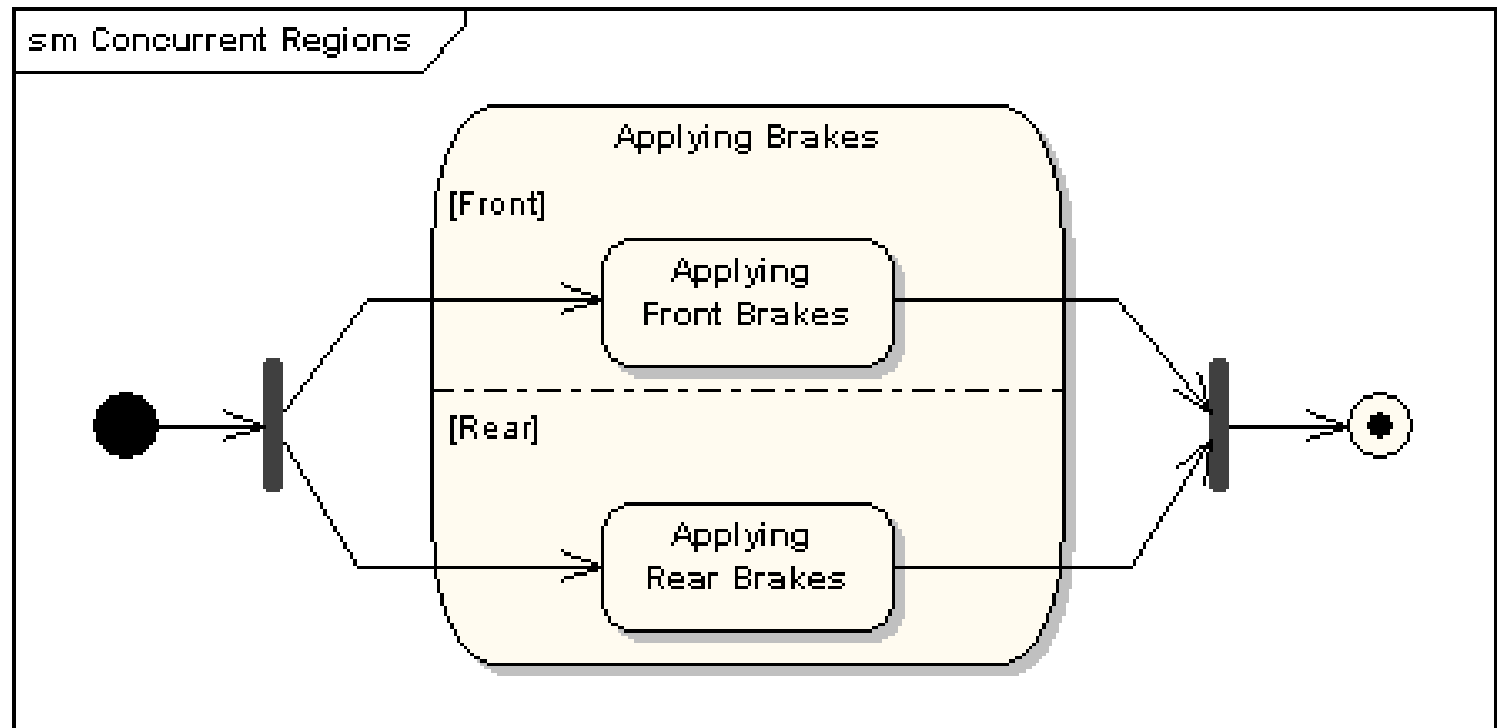 sm Concurrent Regions
Applying Brakes
[Front]
Applying
Front Brakes
[Rear]
Applying
Rear Brakes